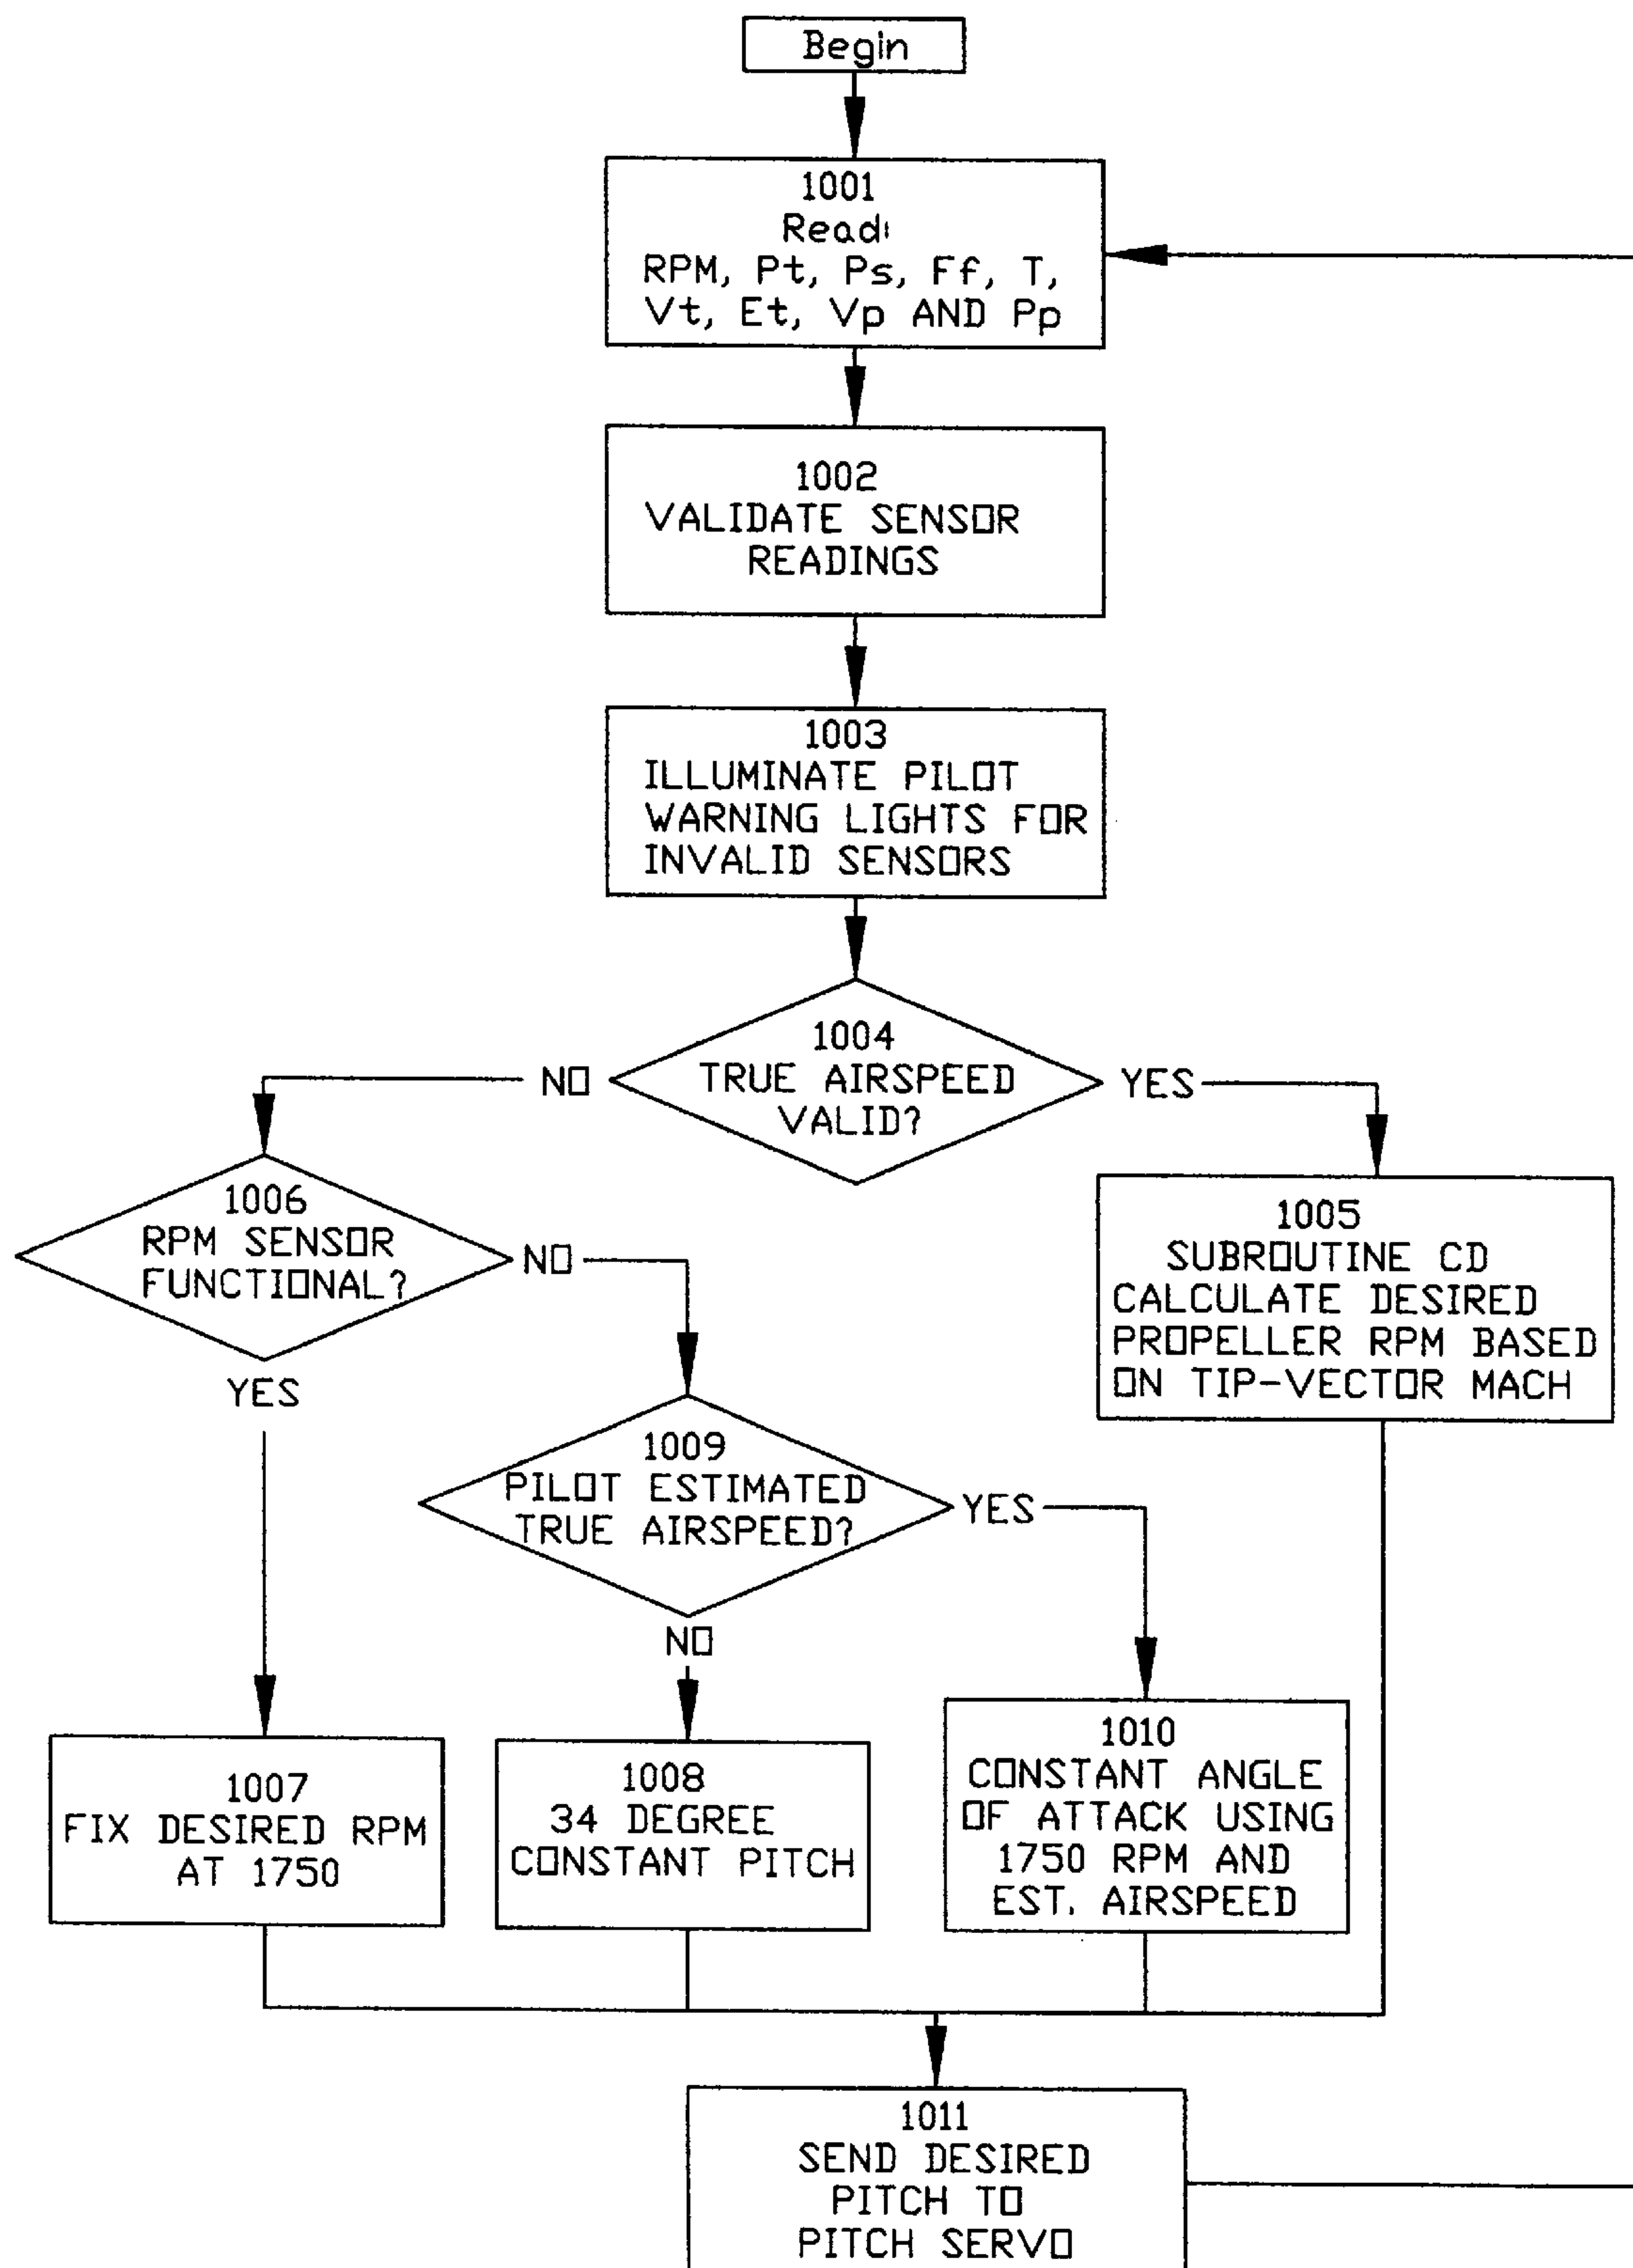 Begin
1001
Read:
RPM, Pt, Ps, Ff, T,
Vt, Et, Vp AND Pp
1002
VALIDATE SENSOR
READINGS
1003
ILLUMINATE PILOT
WARNING LIGHTS FOR
INVALID SENSORS
1004
TRUE AIRSPEED
VALID?
NO
YES
1006
RPM SENSOR
FUNCTIONAL?
NO
YES
1005
SUBROUTINE CD
CALCULATE DESIRED
PROPELLER RPM BASED
ON TIP-VECTOR MACH
1009
PILOT ESTIMATED
TRUE AIRSPEED?
YES
NO
1007
FIX DESIRED RPM
AT 1750
1008
34 DEGREE
CONSTANT PITCH
1010
CONSTANT ANGLE
OF ATTACK USING
1750 RPM AND
EST. AIRSPEED
1011
SEND DESIRED
PITCH TO
PITCH SERVO